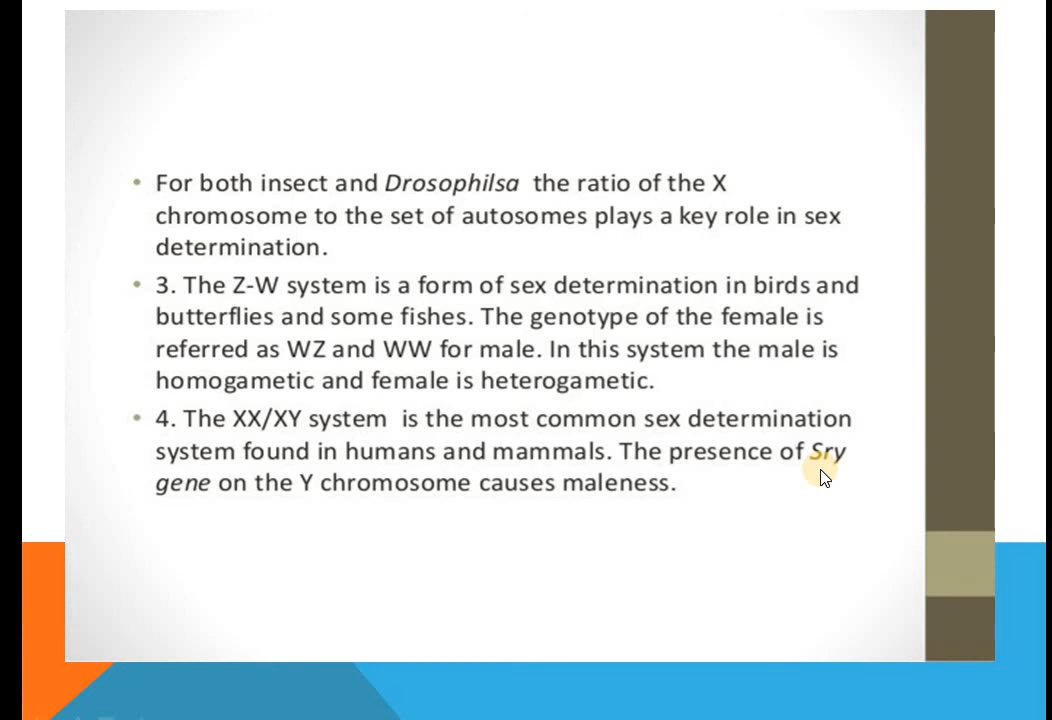 • For both insect and Drosophilsa the ratio of the X
chromosome to the set of autosomes plays a key role in sex
determination.
• 3. The Z-W system is a form of sex determination in birds and
butterflies and some fishes. The genotype of the female is
referred as WZ and WW for male. In this system the male is
homogametic and female is heterogametic.
• 4. The XX/XY system is the most common sex determination
system found in humans and mammals. The presence of Sry
gene on the Y chromosome causes maleness.